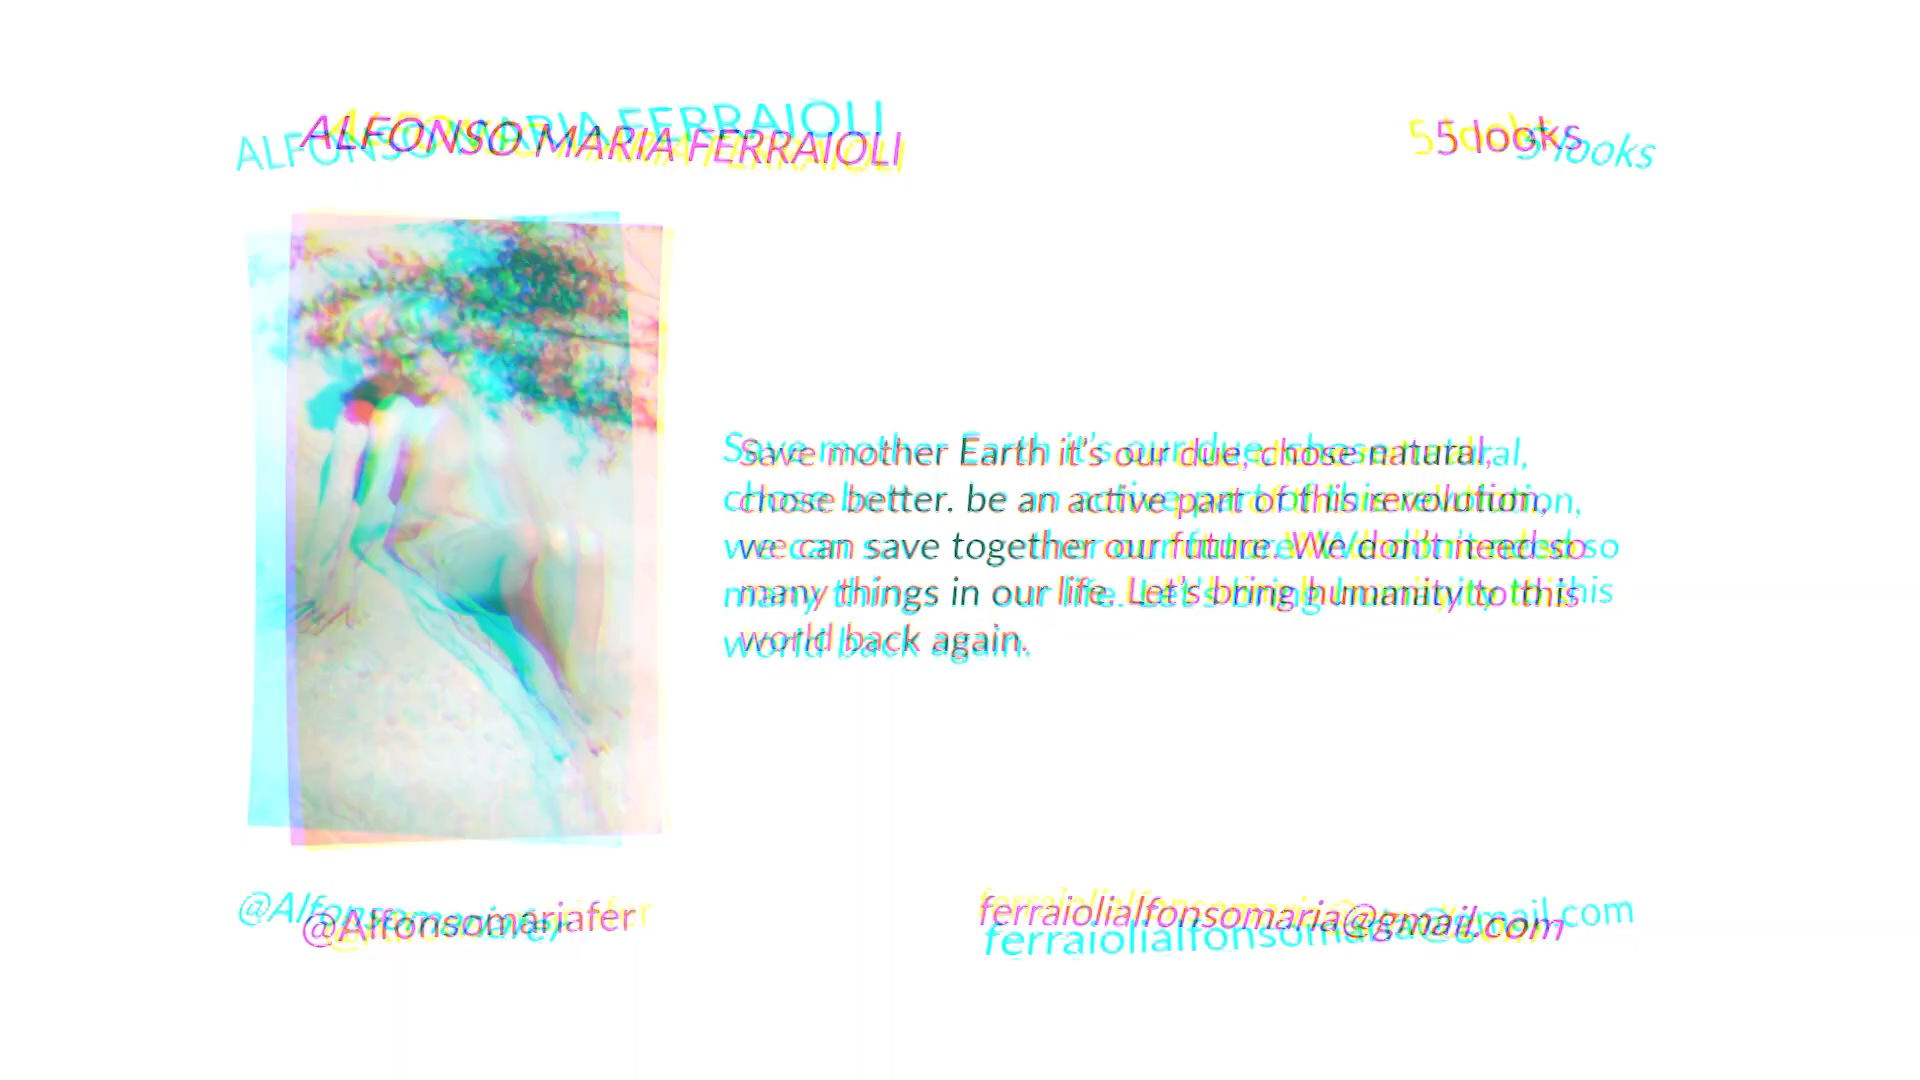 ALFONSO MARIA FERRAIOLI
5 looks
Save mother Earth it's our due, chose natural,
chose better. be an active part of this revolution,
we can save together our future. We don't need so
many things in our life. Let's bring humanity to this
world back again.
@Alfonsomariafer
ferraiolialfonsomaria@gmail.com